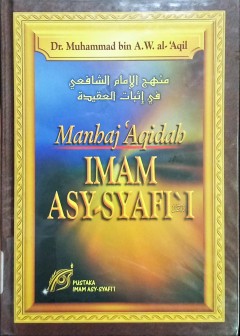 Dr. Muhammad bin A.W. al-'Aqil
منهج الإمام الشافعي
في إثبات العقيدة
Manhaj 'Aqidah
IMAM
ASY-SYAFI'I
PUSTAKA
IMAM ASY-SYAFI'I